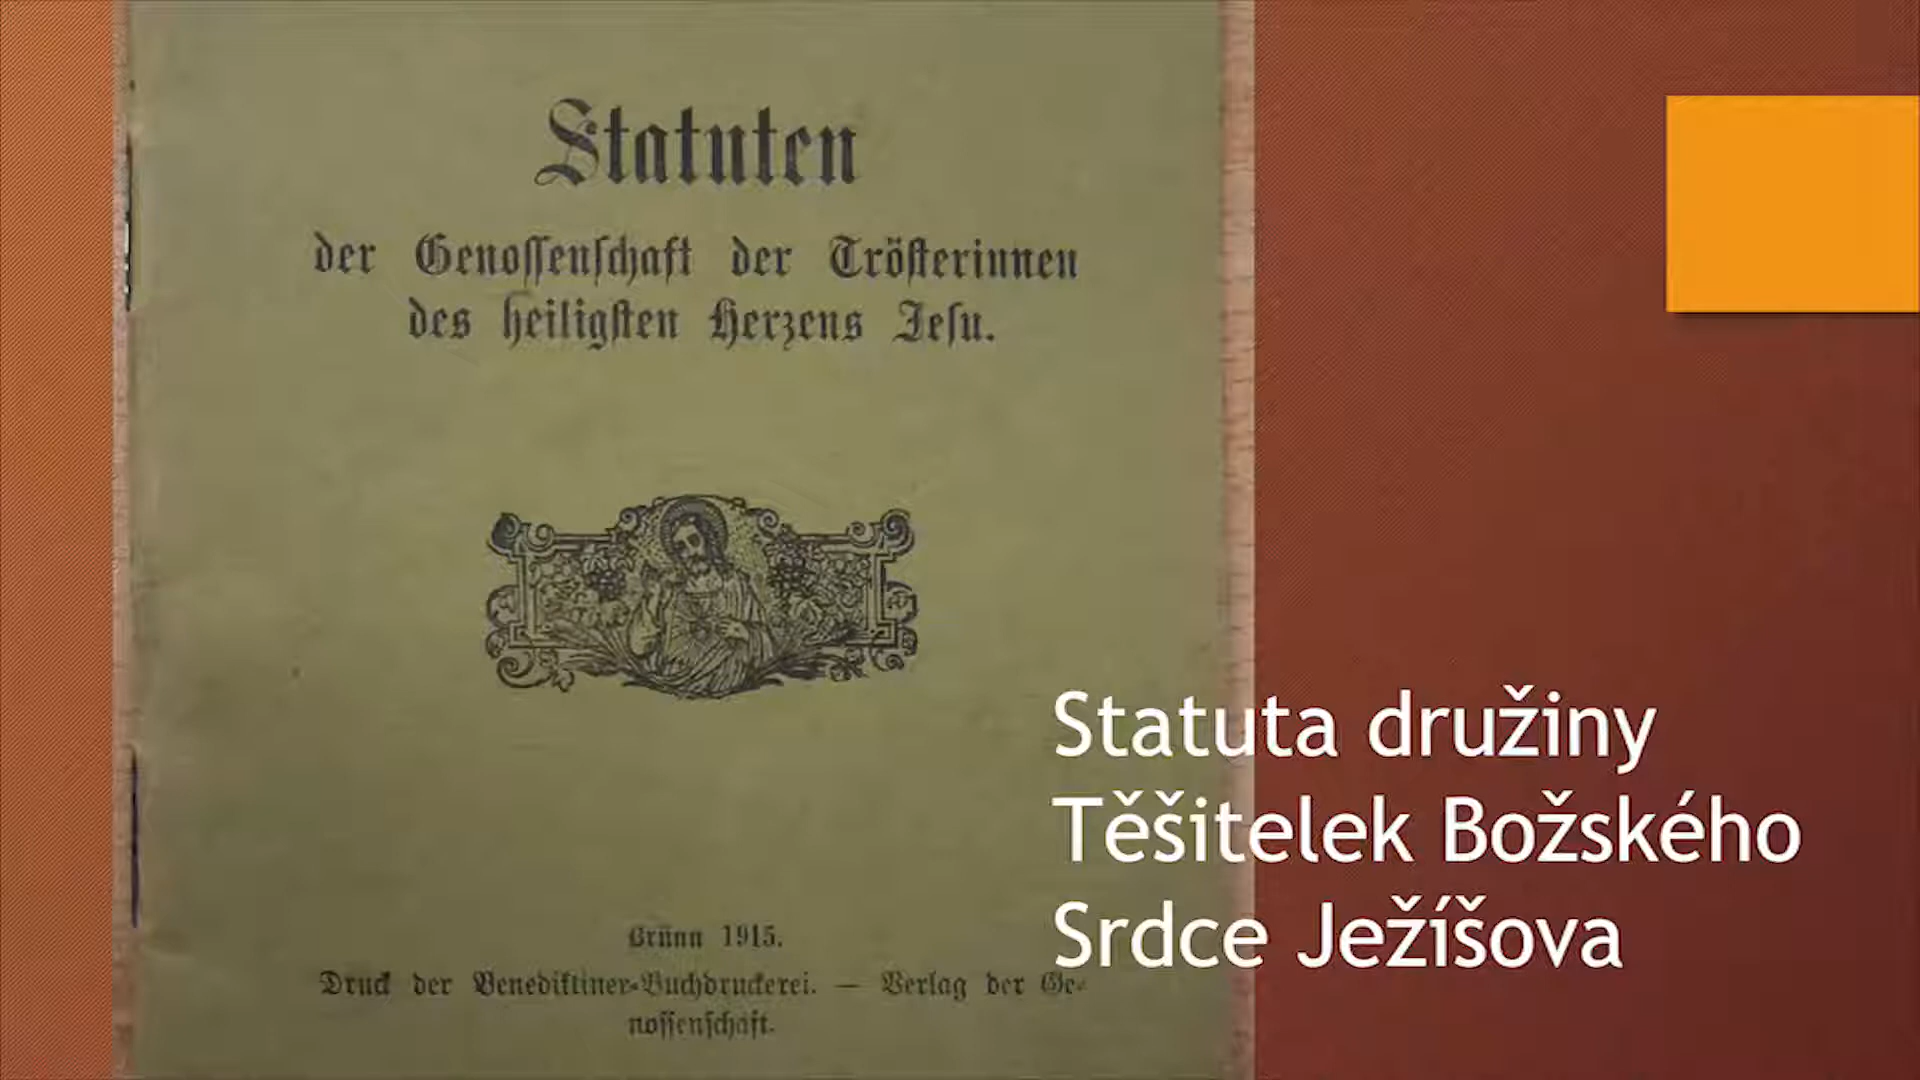 Statuten
der Genossenschaft der Trösterinnen
des heiligsten Herzens Jesu.
Brünn 1915.
Druck der Benediktiner-Buchdruckerei. — Verlag der Ge-
nossenschaft.
Statuta družiny
Těšitelek Božského
Srdce Ježíšova